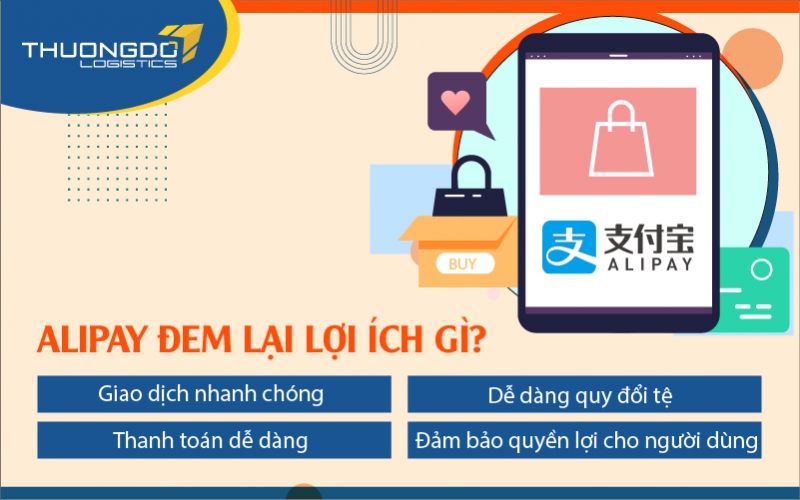 THUONGDO
LOGISTICS
支付宝
ALIPAY
BUY
ALIPAY ĐEM LẠI LỢI ÍCH GÌ?
Giao dịch nhanh chóng
Dễ dàng quy đổi tệ
Thanh toán dễ dàng
Đảm bảo quyền lợi cho người dùng